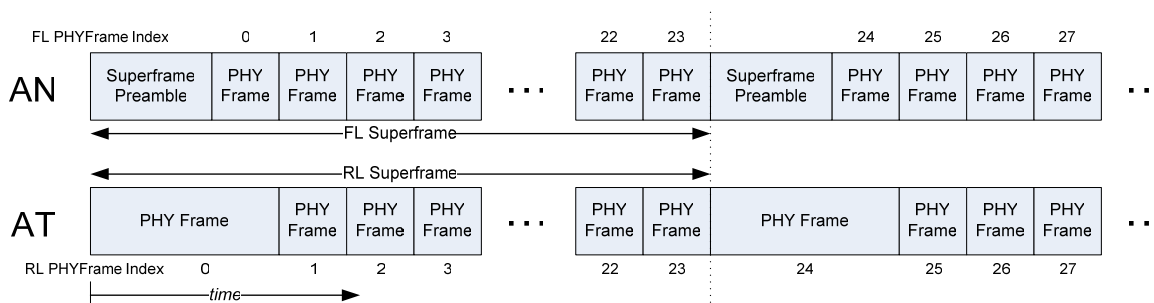 FL PHYFrame Index 0 1 2 3 22 23 24 25 26 27
AN
Superframe Preamble
PHY Frame
PHY Frame
PHY Frame
PHY Frame
...
PHY Frame
PHY Frame
Superframe Preamble
PHY Frame
PHY Frame
PHY Frame
PHY Frame
..
FL Superframe
RL Superframe
AT
PHY Frame
PHY Frame
PHY Frame
PHY Frame
...
PHY Frame
PHY Frame
PHY Frame
PHY Frame
PHY Frame
PHY Frame
..
RL PHYFrame Index 0 1 2 3 22 23 24 25 26 27
time